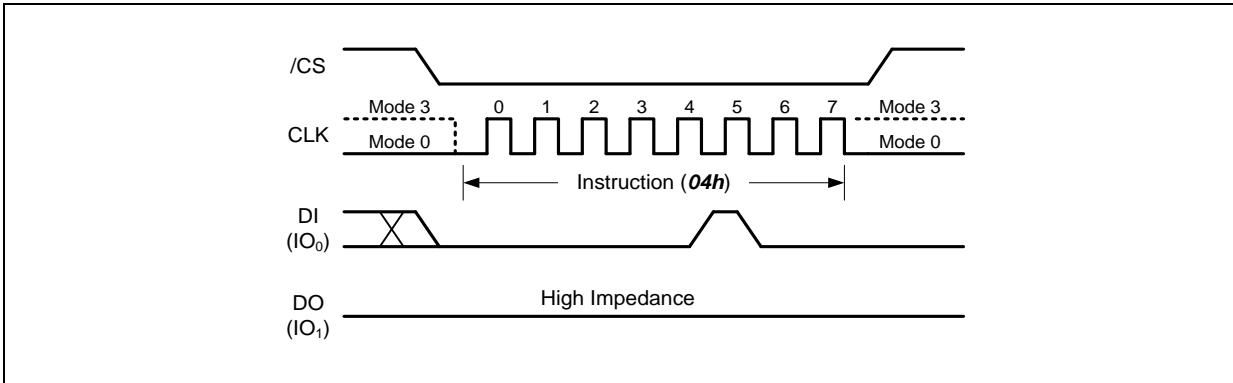 /CS
Mode 3 0 1 2 3 4 5 6 7 Mode 3
CLK
Mode 0 Mode 0
Instruction (04h)
DI
(IO₀)
High Impedance
DO
(IO₁)